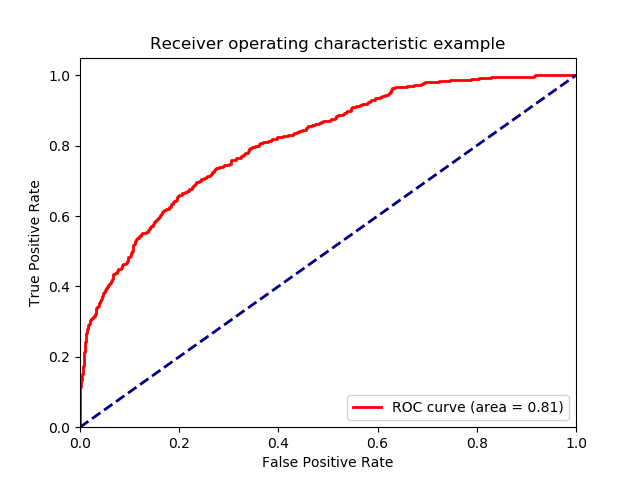 Receiver operating characteristic example
1.0
0.8
0.6
0.4
0.2
0.0
True Positive Rate
ROC curve (area = 0.81)
0.0 0.2 0.4 0.6 0.8 1.0
False Positive Rate